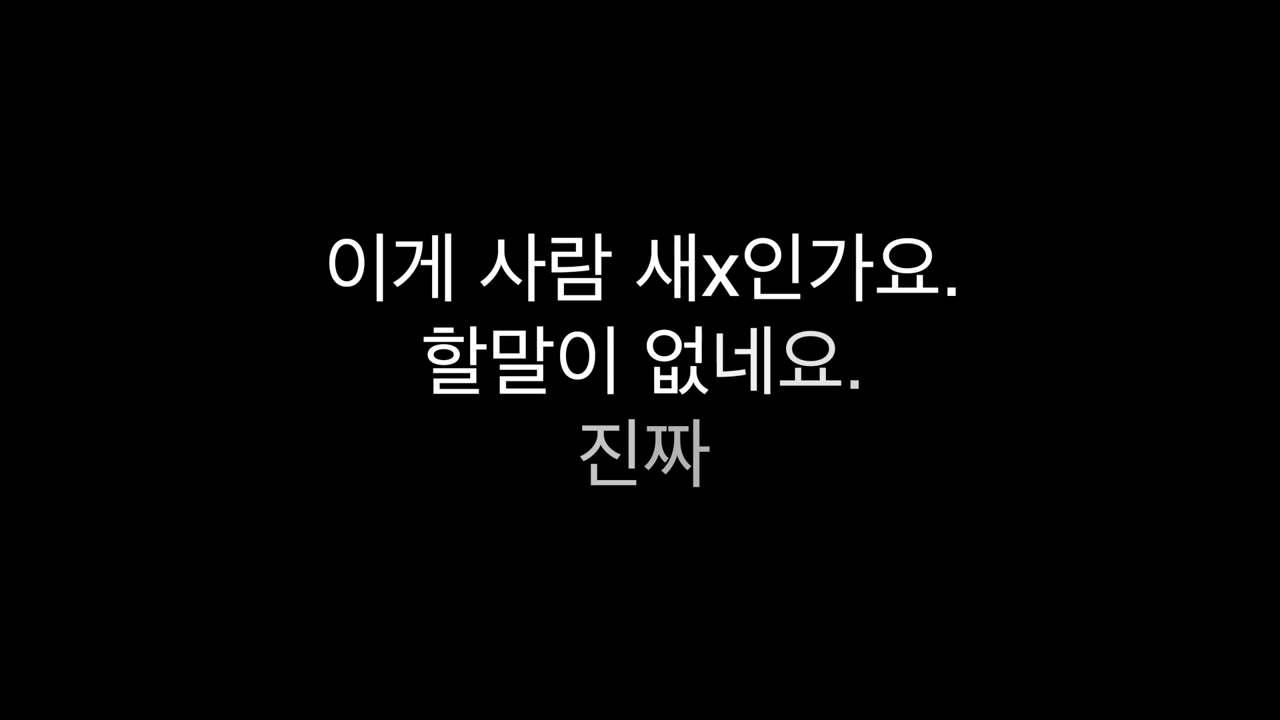 이게 사람 새x인가요.
할말이 없네요.
진짜